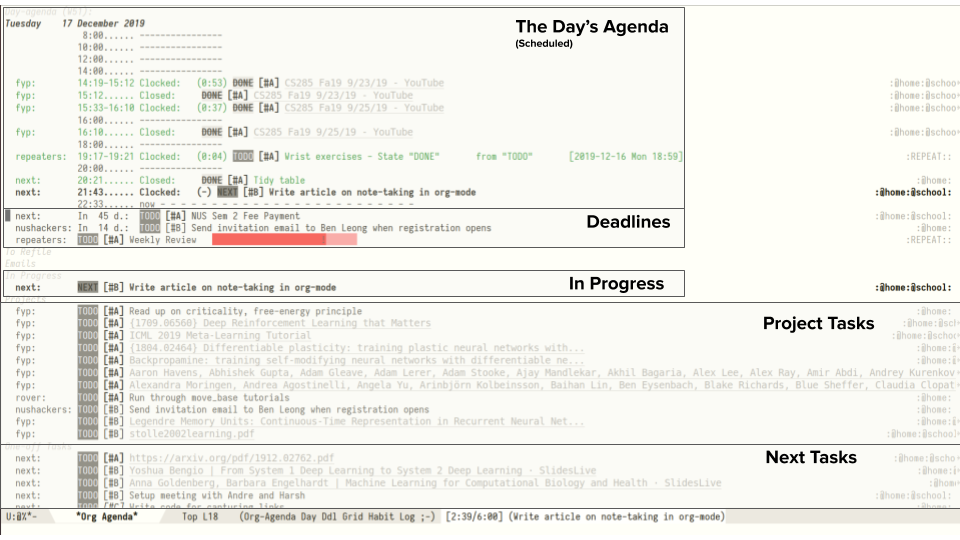 Day-agenda (W51):
Tuesday 17 December 2019
The Day's Agenda
(Scheduled)
8:00...... ----------------
10:00...... ----------------
12:00...... ----------------
14:00...... ----------------
fyp: 14:19-15:12 Clocked: (0:53) DONE [#A] CS285 Fa19 9/23/19 - YouTube :@home:@schoo
fyp: 15:12...... Closed: DONE [#A] CS285 Fa19 9/23/19 - YouTube :@home:@schoo
fyp: 15:33-16:10 Clocked: (0:37) DONE [#A] CS285 Fa19 9/25/19 - YouTube :@home:@schoo
16:00...... ----------------
fyp: 16:10...... Closed: DONE [#A] CS285 Fa19 9/25/19 - YouTube :@home:@schoo
18:00...... ----------------
repeaters: 19:17-19:21 Clocked: (0:04) TODO [#A] Wrist exercises - State "DONE" from "TODO" [2019-12-16 Mon 18:59] :REPEAT::
20:00...... ----------------
next: 20:21...... Closed: DONE [#A] Tidy table :@home:
next: 21:43...... Clocked: (-) NEXT [#B] Write article on note-taking in org-mode :@home:@school:
22:33...... now - - - - - - - - - - - - - - - - - - - - - - - - -
Deadlines
next: In 45 d.: TODO [#A] NUS Sem 2 Fee Payment :@home:
nushackers: In 14 d.: TODO [#B] Send invitation email to Ben Leong when registration opens :@home:
repeaters: TODO [#A] Weekly Review :REPEAT::
To Refile
Emails
In Progress
In Progress
next: NEXT [#B] Write article on note-taking in org-mode :@home:@school:
Projects
Project Tasks
fyp: TODO [#A] Read up on criticality, free-energy principle :@home:
fyp: TODO [#A] {1709.06560} Deep Reinforcement Learning that Matters :@home:@sch
fyp: TODO [#A] ICML 2019 Meta-Learning Tutorial :@home:
fyp: TODO [#A] {1804.02464} Differentiable plasticity: training plastic neural networks with... :@home:@
fyp: TODO [#A] Backpropamine: training self-modifying neural networks with differentiable ne... :@home:@
fyp: TODO [#A] Aaron Havens, Abhishek Gupta, Adam Gleave, Adam Lerer, Adam Stooke, Ajay Mandlekar, Akhil Bagaria, Alex Lee, Alex Ray, Amir Abdi, Andrey Kurenkov
fyp: TODO [#A] Alexandra Moringen, Andrea Agostinelli, Angela Yu, Arinbjörn Kolbeinsson, Baihan Lin, Ben Eysenbach, Blake Richards, Blue Sheffer, Claudia Clopat
rover: TODO [#A] Run through move_base tutorials :@home:
nushackers: TODO [#B] Send invitation email to Ben Leong when registration opens :@home:
fyp: TODO [#B] Legendre Memory Units: Continuous-Time Representation in Recurrent Neural Net... :@home:@
fyp: TODO [#B] stolle2002learning.pdf :@home:@school
One-off Tasks
Next Tasks
next: TODO [#A] https://arxiv.org/pdf/1912.02762.pdf :@home:@scho
next: TODO [#B] Yoshua Bengio | From System 1 Deep Learning to System 2 Deep Learning · SlidesLive :@home:@
next: TODO [#B] Anna Goldenberg, Barbara Engelhardt | Machine Learning for Computational Biology and Health · SlidesLive :@home:@
next: TODO [#B] Setup meeting with Andre and Harsh :@home:@school:
next: TODO [#C] Write code for capturing links
U:@%*- *Org Agenda* Top L18 (Org-Agenda Day Ddl Grid Habit Log ;-) [2:39/6:00] (Write article on note-taking in org-mode)